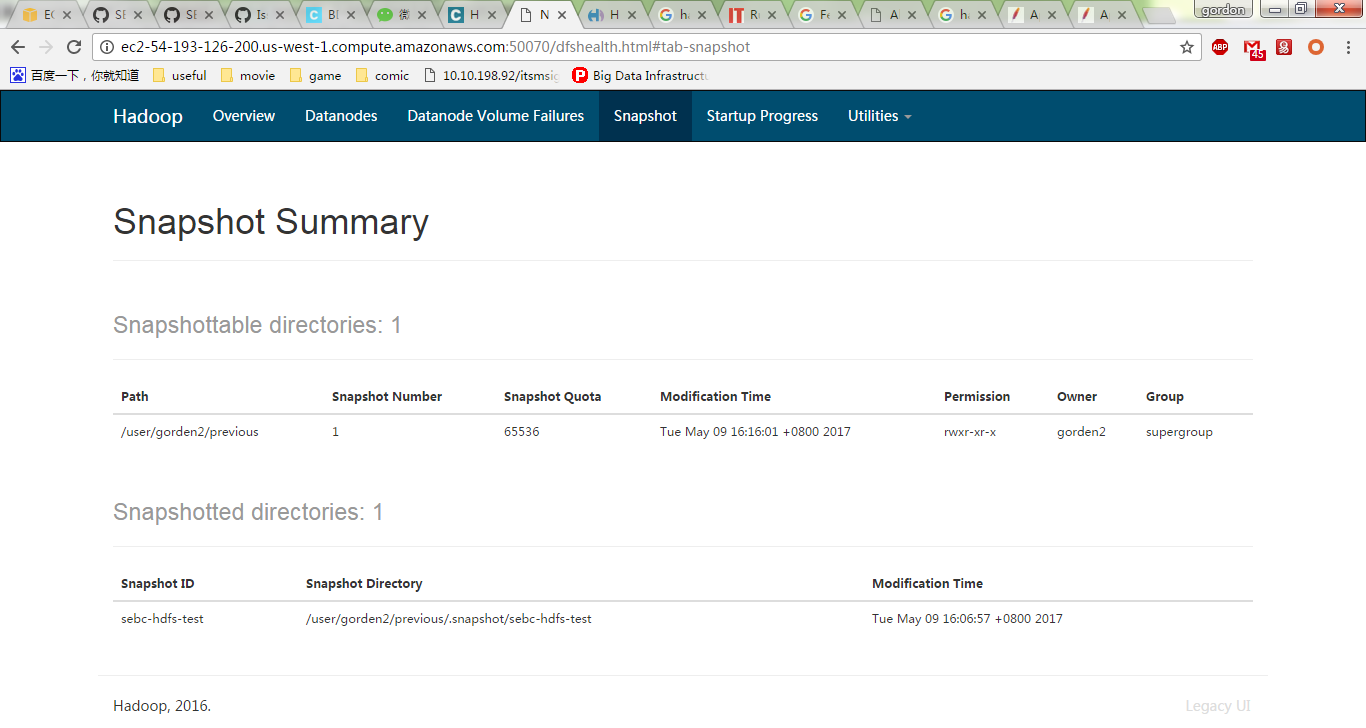 EC SE SE Is BI 微 H N H G ha IT Ru G Fe A G ha A A gordon
ec2-54-193-126-200.us-west-1.compute.amazonaws.com:50070/dfshealth.html#tab-snapshot ABP 45
百度一下，你就知道 useful movie game comic 10.10.198.92/itsmsig Big Data Infrastructu
Hadoop Overview Datanodes Datanode Volume Failures Snapshot Startup Progress Utilities
Snapshot Summary
Snapshottable directories: 1
Path Snapshot Number Snapshot Quota Modification Time Permission Owner Group
/user/gorden2/previous 1 65536 Tue May 09 16:16:01 +0800 2017 rwxr-xr-x gorden2 supergroup
Snapshotted directories: 1
Snapshot ID Snapshot Directory Modification Time
sebc-hdfs-test /user/gorden2/previous/.snapshot/sebc-hdfs-test Tue May 09 16:06:57 +0800 2017
Hadoop, 2016. Legacy UI